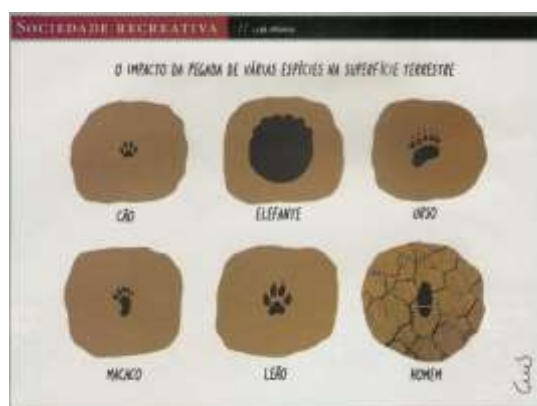 SOCIEDADE RECREATIVA //
O IMPACTO DA PEGADA DE VÁRIAS ESPÉCIES NA SUPERFÍCIE TERRESTRE
CÃO ELEFANTE URSO
MACACO LEÃO HOMEM